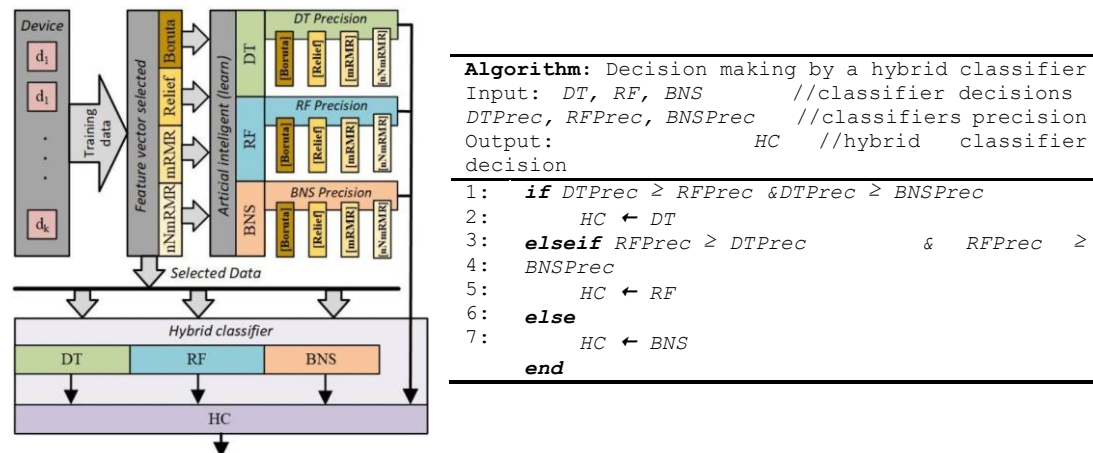 Device
d1
d1
.
.
.
dk
Training
data
Feature vector selected
Boruta
Relief
mRMR
nNmRMR
Articial inteligent (learn)
DT
RF
BNS
DT Precision
[Boruta]
[Relief]
[mRMR]
[nNmRMR]
RF Precision
[Boruta]
[Relief]
[mRMR]
[nNmRMR]
BNS Precision
[Boruta]
[Relief]
[mRMR]
[nNmRMR]
Selected Data
Hybrid classifier
DT RF BNS
HC
Algorithm: Decision making by a hybrid classifier
Input: DT, RF, BNS //classifier decisions
DTPrec, RFPrec, BNSPrec //classifiers precision
Output: HC //hybrid classifier
decision
1: if DTPrec ≥ RFPrec &DTPrec ≥ BNSPrec
2: HC ← DT
3: elseif RFPrec ≥ DTPrec & RFPrec ≥
4: BNSPrec
5: HC ← RF
6: else
7: HC ← BNS
end